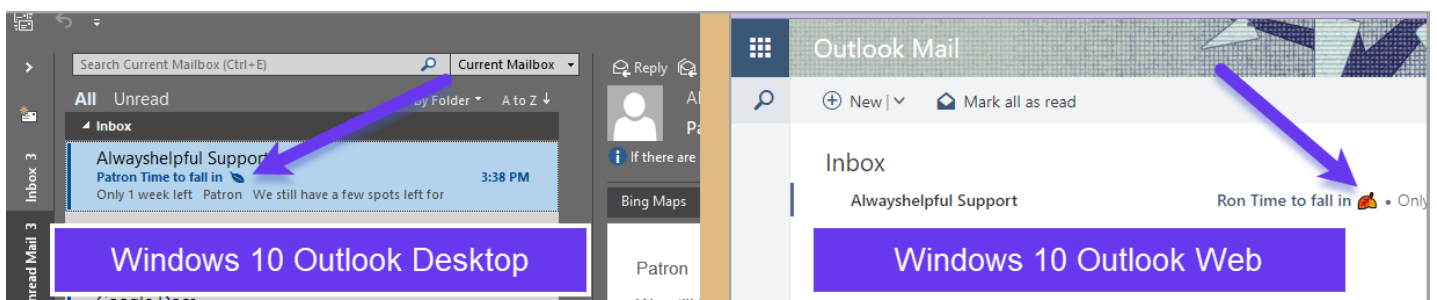 Search Current Mailbox (Ctrl+E)
Current Mailbox
All Unread
By Folder A to Z
Inbox
Alwayshelpful Support
Patron Time to fall in
3:38 PM
Only 1 week left Patron We still have a few spots left for
Inbox 3
Unread Mail 3
Windows 10 Outlook Desktop
Reply
If there are
Bing Maps
Patron
Outlook Mail
New
Mark all as read
Inbox
Alwayshelpful Support
Ron Time to fall in 🍂 • Only
Windows 10 Outlook Web